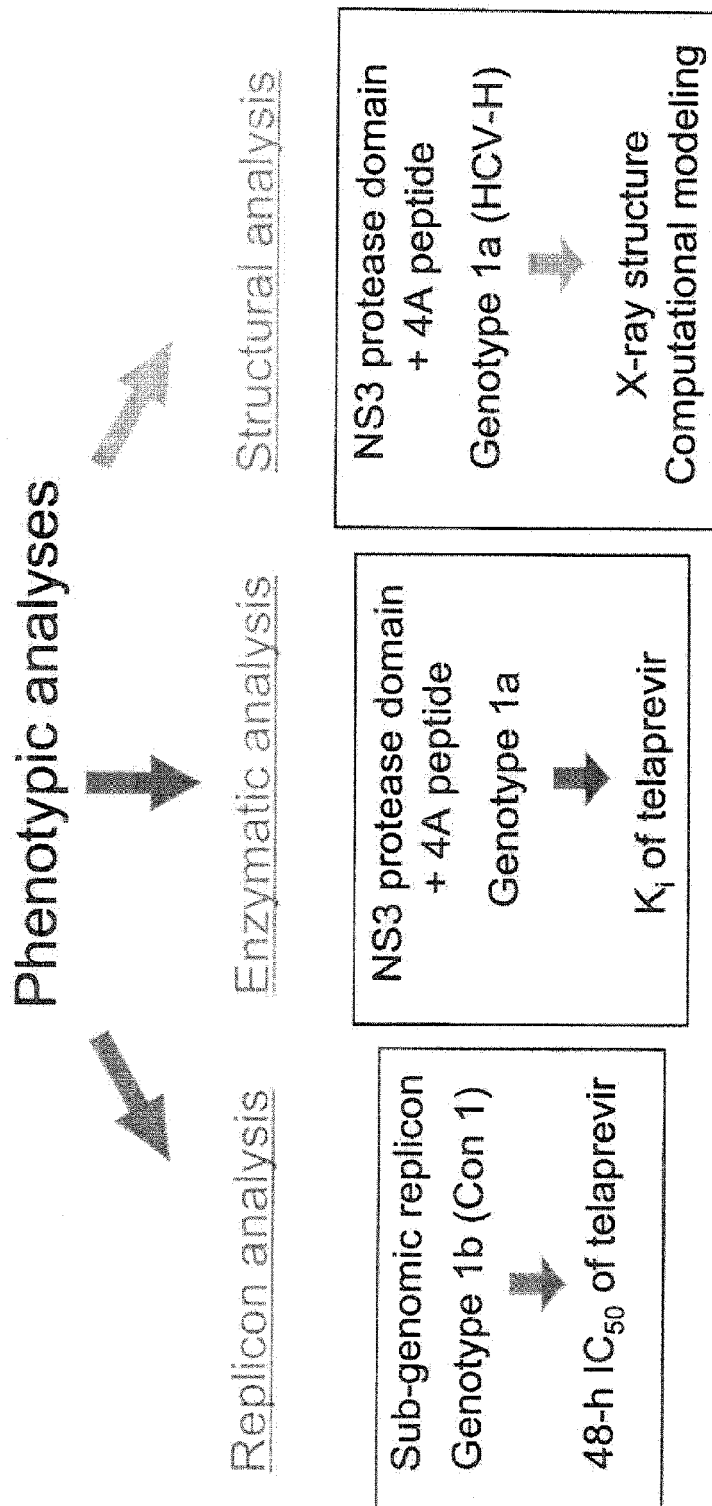 Phenotypic analyses
Replicon analysis
Sub-genomic replicon
Genotype 1b (Con 1)
48-h IC₅₀ of telaprevir
Enzymatic analysis
NS3 protease domain
+ 4A peptide
Genotype 1a
Kᵢ of telaprevir
Structural analysis
NS3 protease domain
+ 4A peptide
Genotype 1a (HCV-H)
X-ray structure
Computational modeling